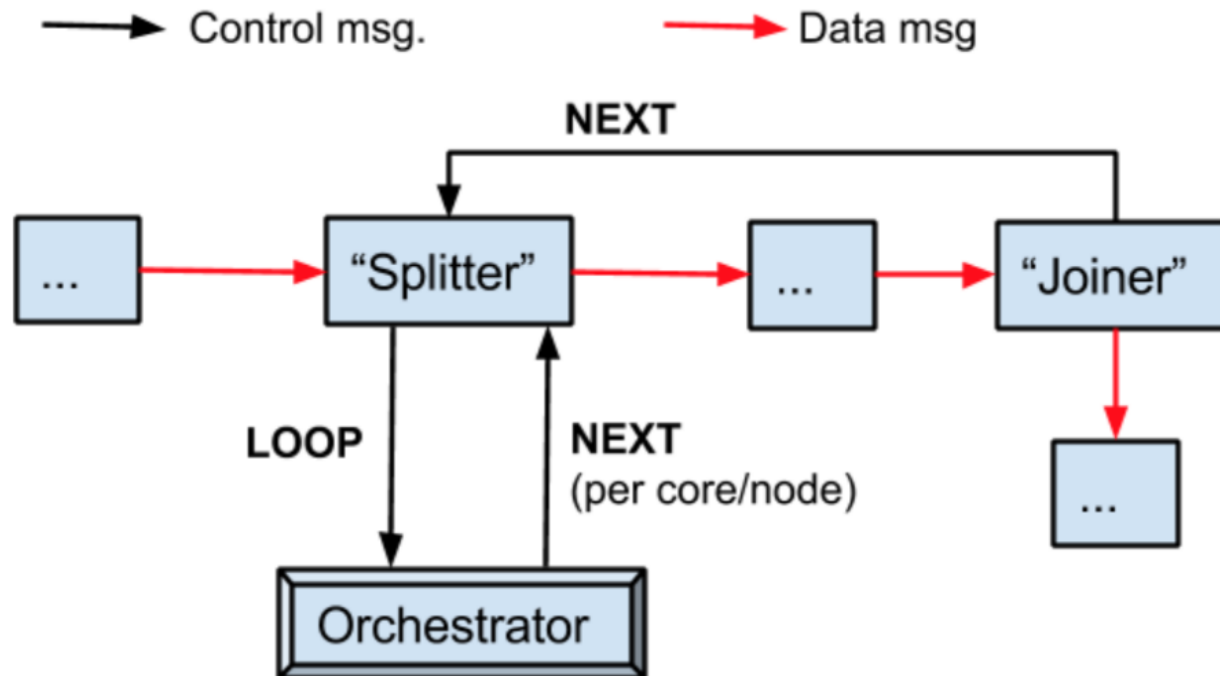 Control msg.
Data msg
NEXT
...
“Splitter”
...
“Joiner”
LOOP
NEXT
(per core/node)
...
Orchestrator